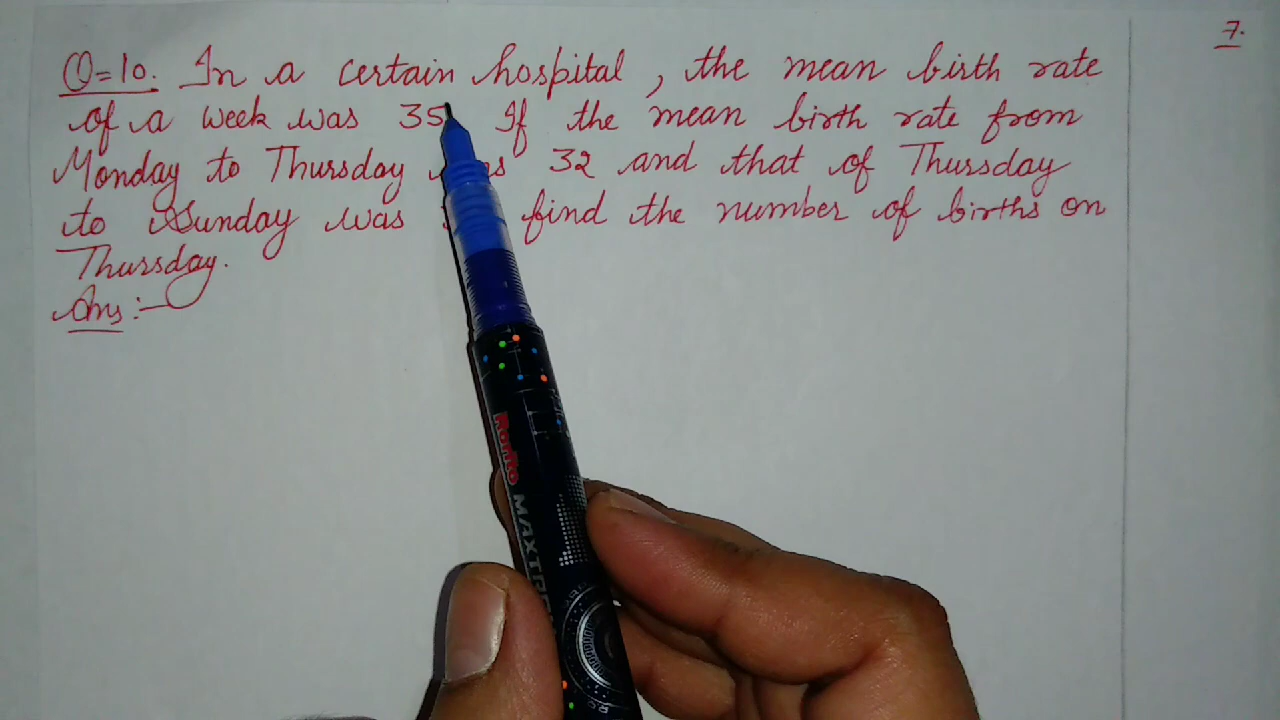 7.
Q=10. In a certain hospital, the mean birth rate
of a week was 35 If the mean birth rate from
Monday to Thursday 32 and that of Thursday
to Sunday was find the number of births on
Thursday.
Ans:-
Rorito MAXTREME